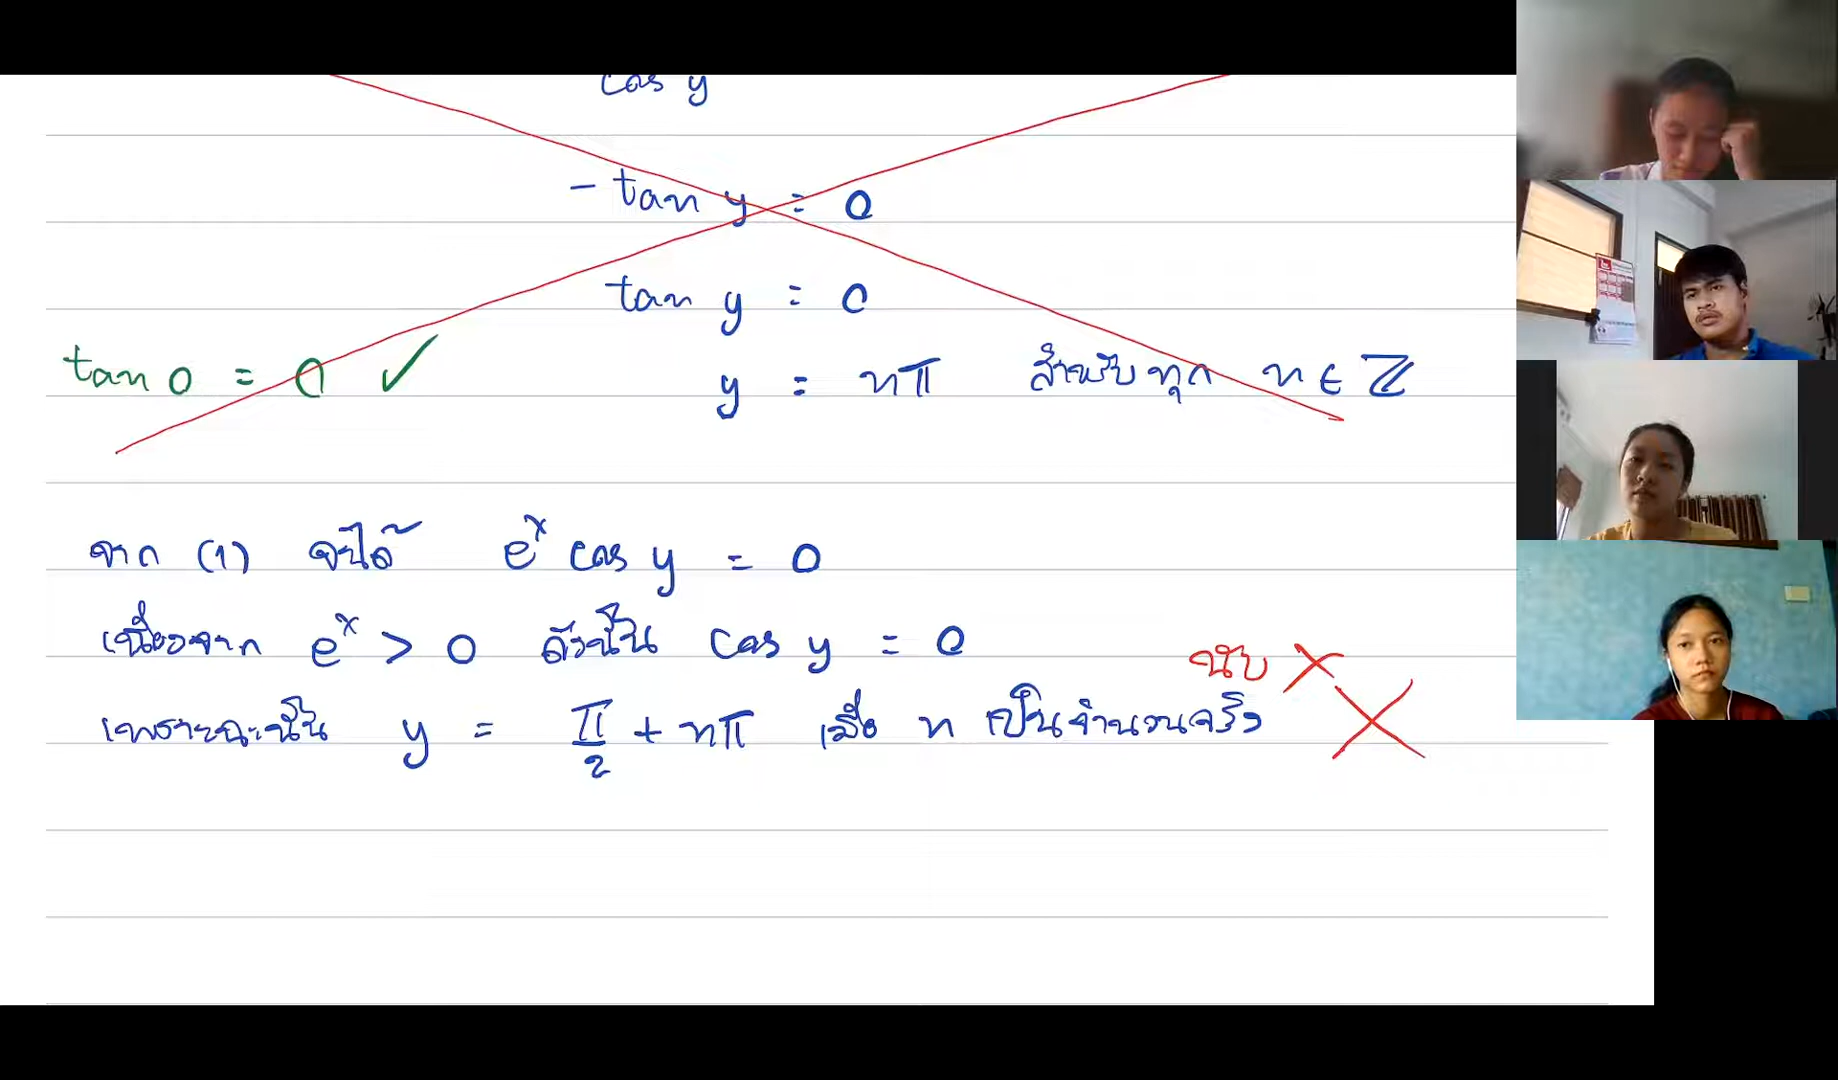 cos y
- tan y = 0
tan y = 0
tan 0 = 0 ✓
y = nπ สำหรับทุก n ∈ ℤ
จาก (1) จะได้ e^x cos y = 0
เนื่องจาก e^x > 0 ดังนั้น cos y = 0
นับ ×
เพราะฉะนั้น y = π/2 + nπ เมื่อ n เป็นจำนวนจริง ×